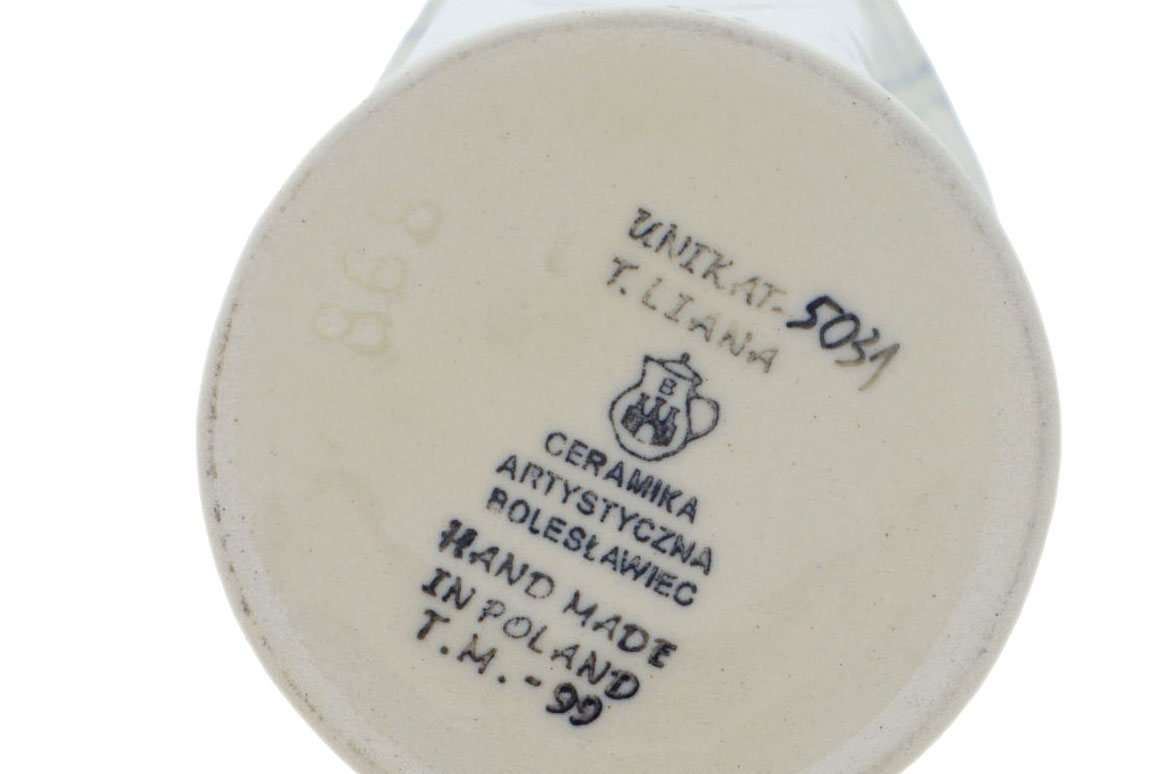 UNIKAT-5031
T. LIANA
B
CERAMIKA
ARTYSTYCZNA
BOLESŁAWIEC
HAND MADE
IN POLAND
T.M.-99